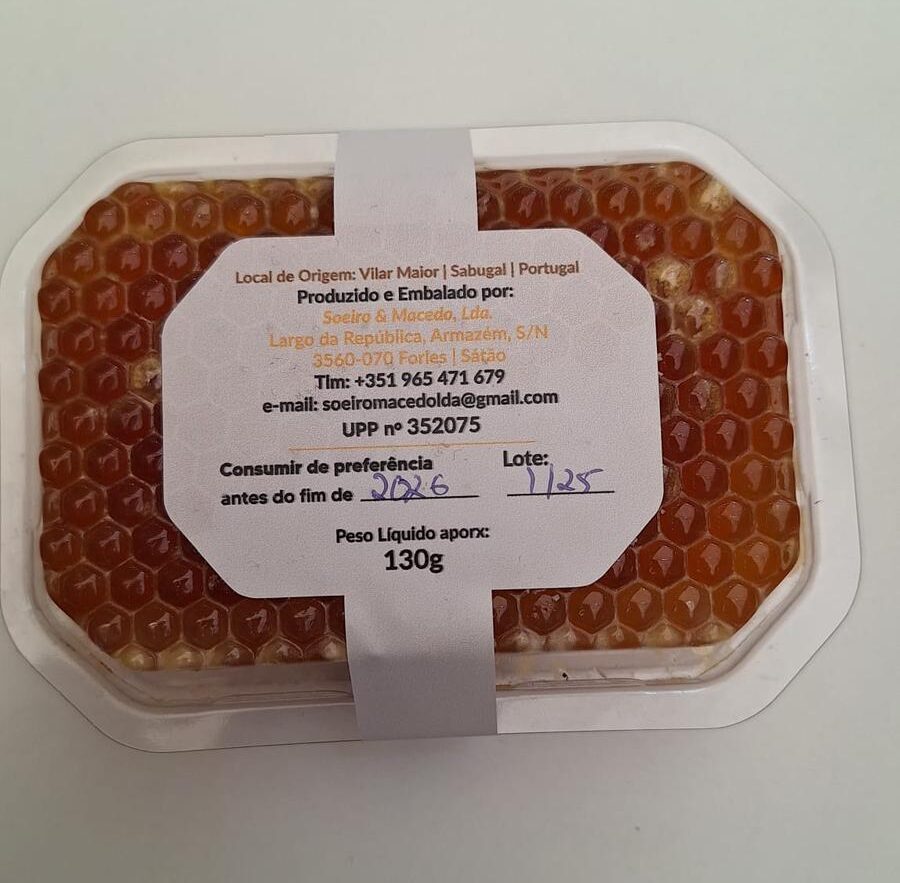 Local de Origem: Vilar Maior | Sabugal | Portugal
Produzido e Embalado por:
Soeiro & Macedo, Lda.
Largo da República, Armazém, S/N
3560-070 Forles | Sátão
Tlm: +351 965 471 679
e-mail: soeiromacedolda@gmail.com
UPP nº 352075
Consumir de preferência
antes do fim de 2026
Lote:
1/25
Peso Líquido aporx:
130g